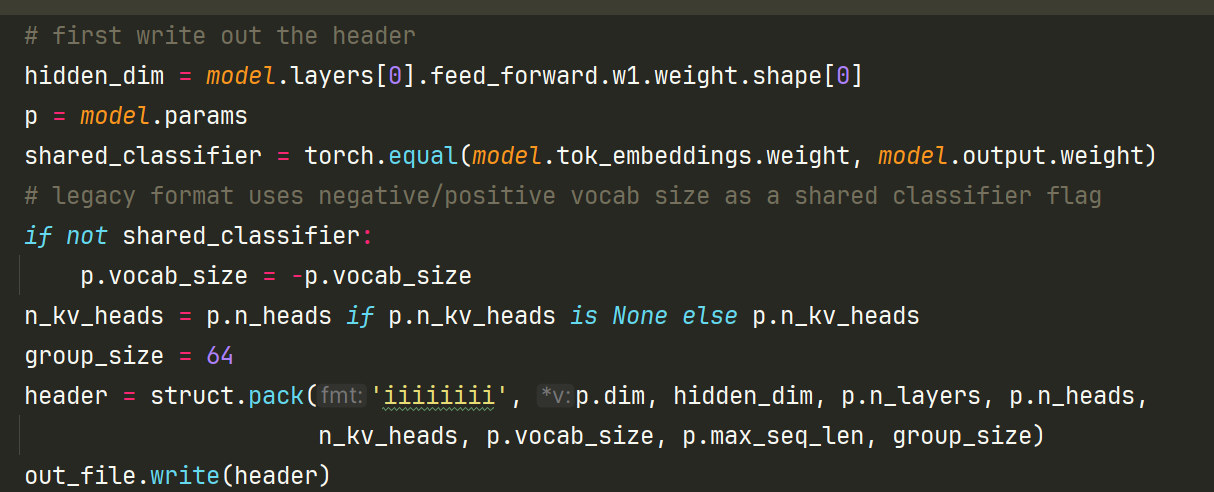 # first write out the header
hidden_dim = model.layers[0].feed_forward.w1.weight.shape[0]
p = model.params
shared_classifier = torch.equal(model.tok_embeddings.weight, model.output.weight)
# legacy format uses negative/positive vocab size as a shared classifier flag
if not shared_classifier:
    p.vocab_size = -p.vocab_size
n_kv_heads = p.n_heads if p.n_kv_heads is None else p.n_kv_heads
group_size = 64
header = struct.pack(fmt: 'iiiiiiii', *v: p.dim, hidden_dim, p.n_layers, p.n_heads,
                     n_kv_heads, p.vocab_size, p.max_seq_len, group_size)
out_file.write(header)